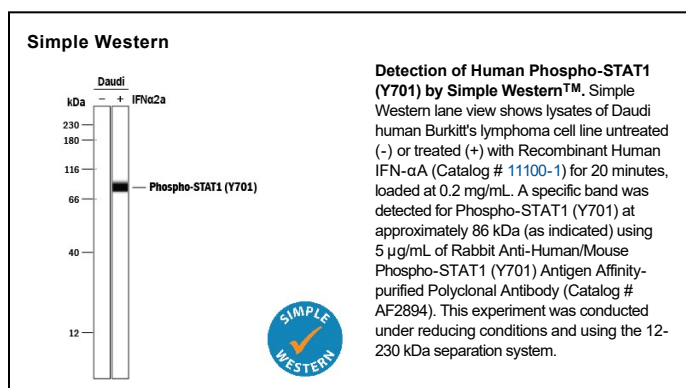 Simple Western
Daudi
kDa − + IFNα2a
230
180
116
Phospho-STAT1 (Y701)
66
40
12
SIMPLE
WESTERN
Detection of Human Phospho-STAT1
(Y701) by Simple Western™. Simple
Western lane view shows lysates of Daudi
human Burkitt's lymphoma cell line untreated
(-) or treated (+) with Recombinant Human
IFN-αA (Catalog # 11100-1) for 20 minutes,
loaded at 0.2 mg/mL. A specific band was
detected for Phospho-STAT1 (Y701) at
approximately 86 kDa (as indicated) using
5 µg/mL of Rabbit Anti-Human/Mouse
Phospho-STAT1 (Y701) Antigen Affinity-
purified Polyclonal Antibody (Catalog #
AF2894). This experiment was conducted
under reducing conditions and using the 12-
230 kDa separation system.